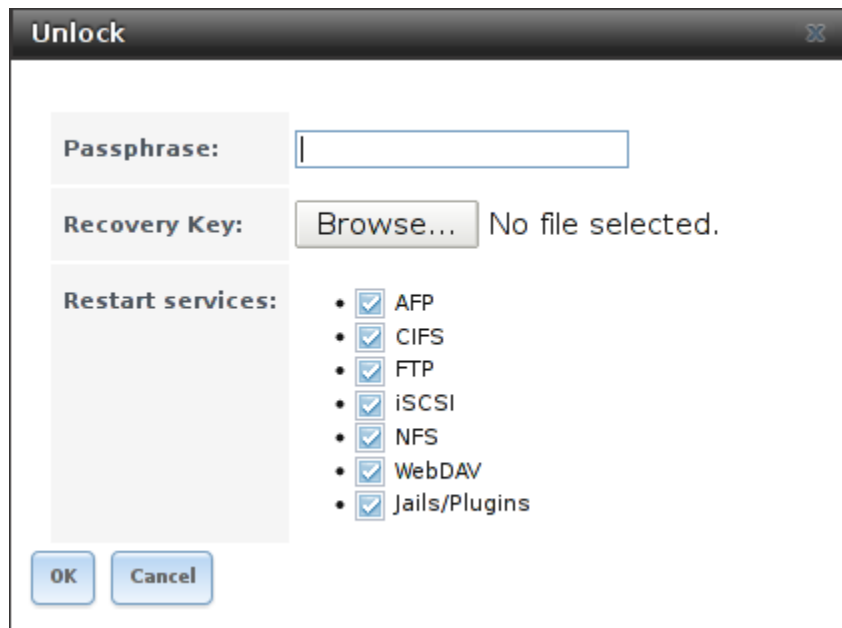 Unlock
Passphrase:
Recovery Key: Browse... No file selected.
Restart services:
AFP
CIFS
FTP
iSCSI
NFS
WebDAV
Jails/Plugins
OK Cancel